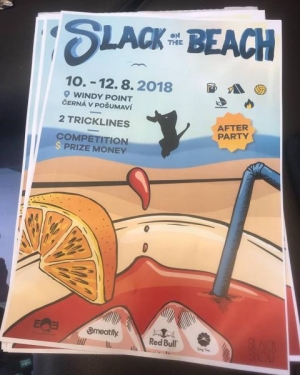 SLACK ON THE BEACH
10. - 12. 8. 2018
WINDY POINT
ČERNÁ V POŠUMAVÍ
2 TRICKLINES
COMPETITION
$ PRIZE MONEY
AFTER
PARTY
meatfly.
Red Bull